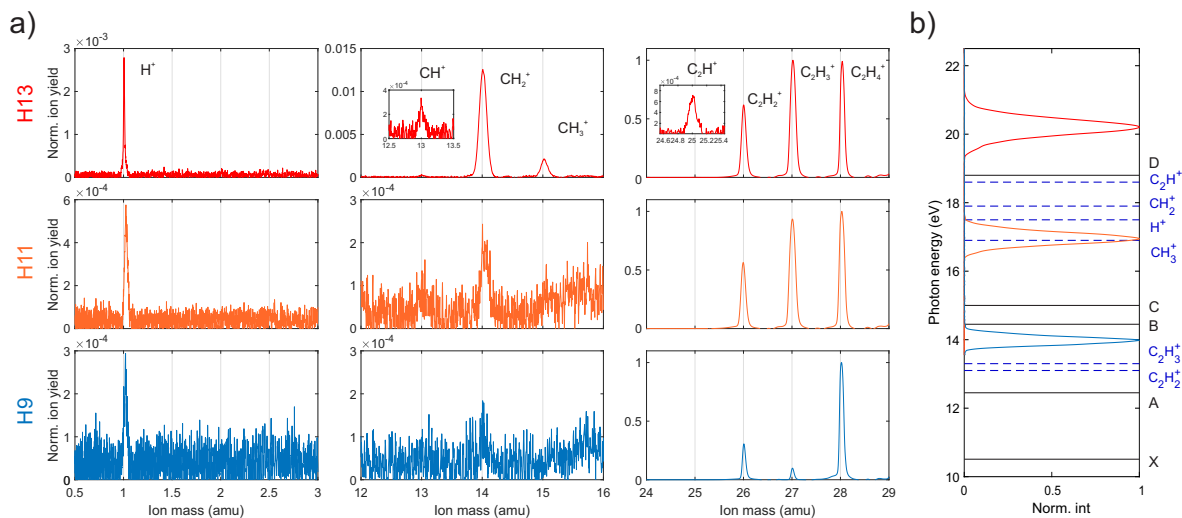 a)
b)
H13
Norm. ion yield
×10⁻³
3
2
1
0
H⁺
0.015
0.01
0.005
0
×10⁻⁴
4
2
0
12.5
13
13.5
CH⁺
CH₂⁺
CH₃⁺
1
0.5
0
×10⁻⁴
8
6
4
2
24.6
24.8
25
25.2
25.4
C₂H⁺
C₂H₂⁺
C₂H₃⁺
C₂H₄⁺
H11
Norm. ion yield
×10⁻⁴
6
4
2
0
×10⁻⁴
3
2
1
0
1
0.5
0
H9
Norm. ion yield
×10⁻⁴
3
2
1
0
0.5
1
1.5
2
2.5
3
Ion mass (amu)
×10⁻⁴
3
2
1
0
12
13
14
15
16
Ion mass (amu)
1
0.5
0
24
25
26
27
28
29
Ion mass (amu)
Photon energy (eV)
22
20
18
16
14
12
10
0
0.5
1
Norm. int
D
C₂H⁺
CH₂⁺
H⁺
CH₃⁺
C
B
C₂H₃⁺
C₂H₂⁺
A
X